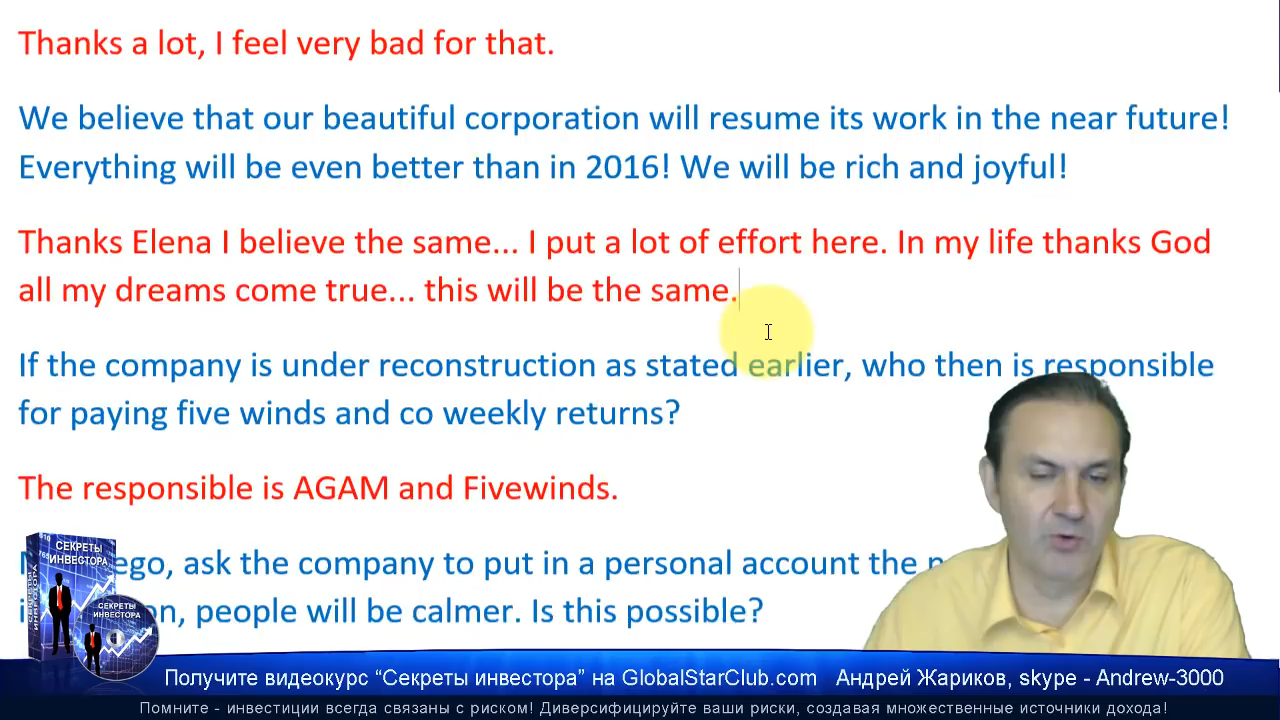 Thanks a lot, I feel very bad for that.
We believe that our beautiful corporation will resume its work in the near future!
Everything will be even better than in 2016! We will be rich and joyful!
Thanks Elena I believe the same... I put a lot of effort here. In my life thanks God
all my dreams come true... this will be the same.
If the company is under reconstruction as stated earlier, who then is responsible
for paying five winds and co weekly returns?
The responsible is AGAM and Fivewinds.
ask the company to put in a personal account the
people will be calmer. Is this possible?
СЕКРЕТЫ
ИНВЕСТОРА
СЕКРЕТЫ
ИНВЕСТОРА
Получите видеокурс “Секреты инвестора” на GlobalStarClub.com Андрей Жариков, skype - Andrew-3000
Помните - инвестиции всегда связаны с риском! Диверсифицируйте ваши риски, создавая множественные источники дохода!